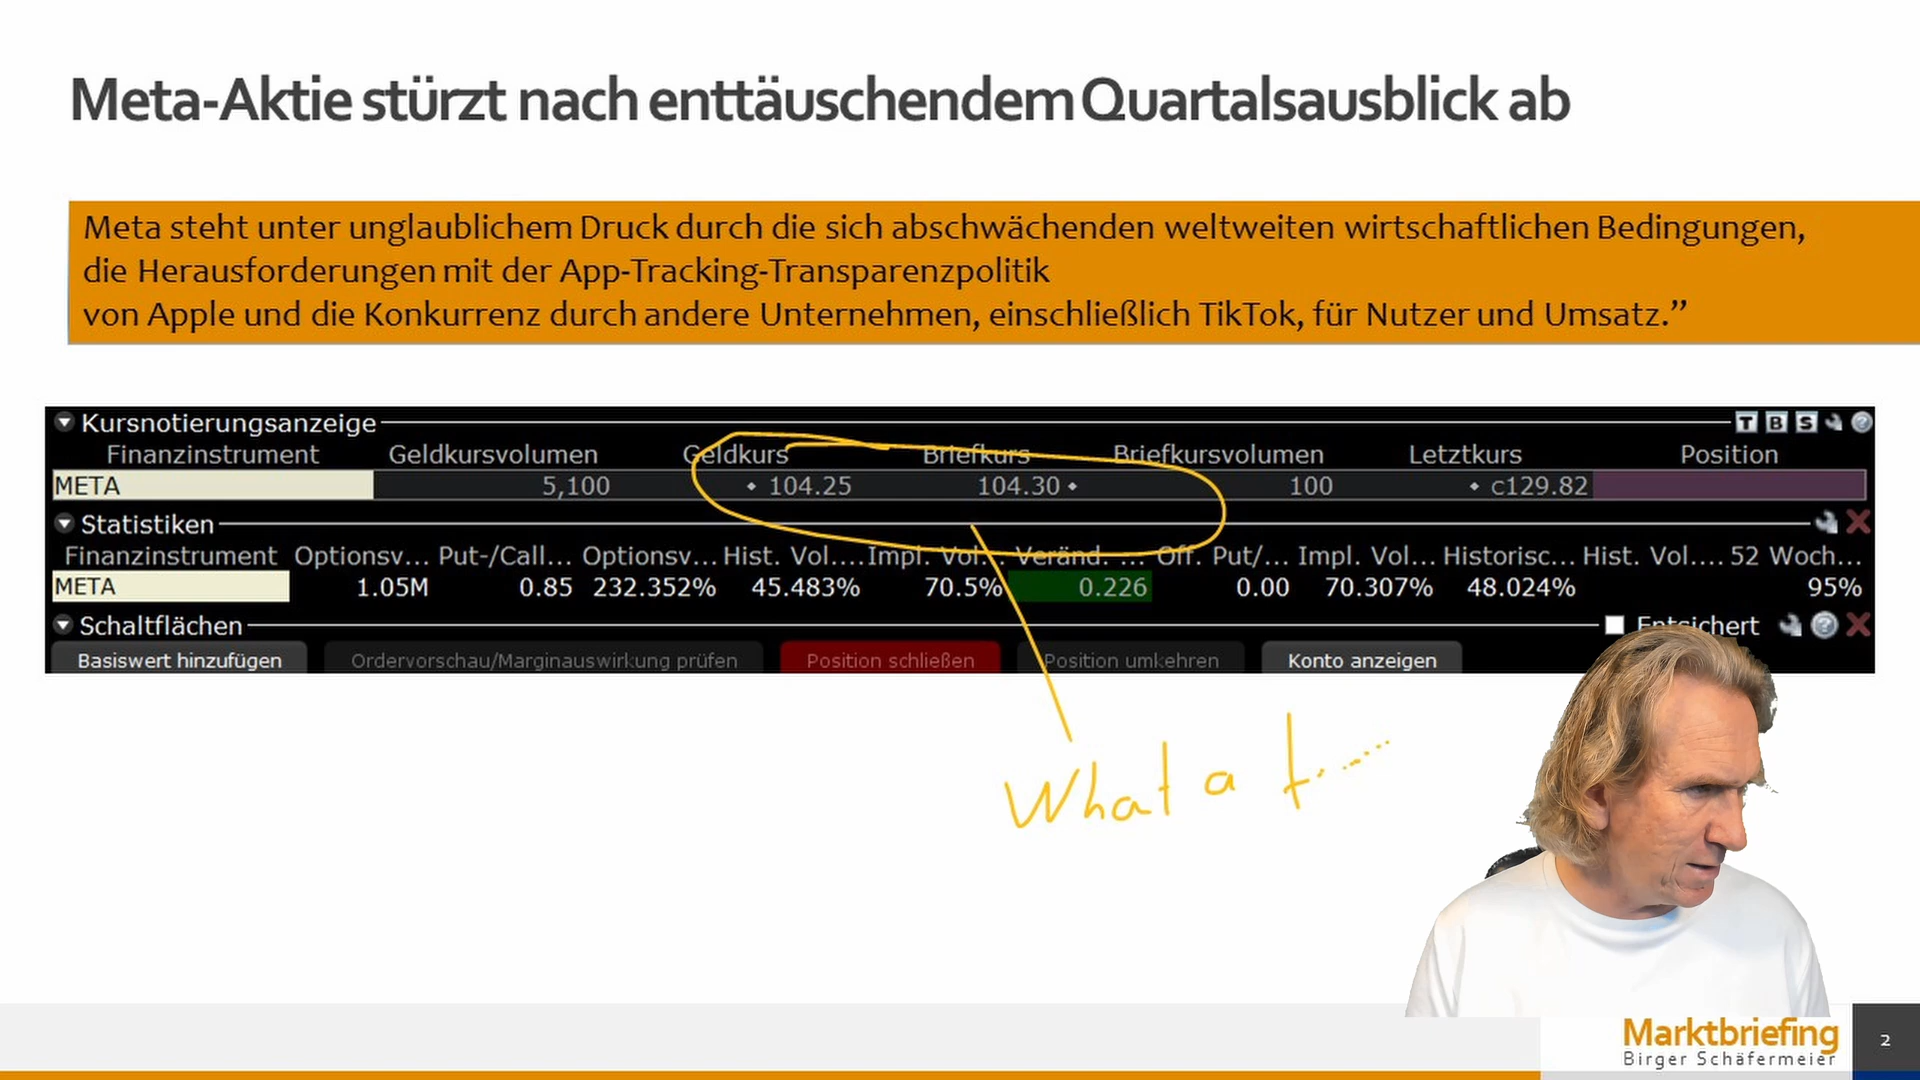 Meta-Aktie stürzt nach enttäuschendem Quartalsausblick ab
Meta steht unter unglaublichem Druck durch die sich abschwächenden weltweiten wirtschaftlichen Bedingungen,
die Herausforderungen mit der App-Tracking-Transparenzpolitik
von Apple und die Konkurrenz durch andere Unternehmen, einschließlich TikTok, für Nutzer und Umsatz.”
Kursnotierungsanzeige T B S ?
Finanzinstrument Geldkursvolumen Geldkurs Briefkurs Briefkursvolumen Letztkurs Position
META 5,100 104.25 104.30 100 c129.82
Statistiken
Finanzinstrument Optionsv... Put-/Call... Optionsv... Hist. Vol.... Impl. Vol... Veränd. ... Öff. Put/... Impl. Vol... Historisc... Hist. Vol.... 52 Woch...
META 1.05M 0.85 232.352% 45.483% 70.5% 0.226 0.00 70.307% 48.024% 95%
Schaltflächen Entsichert ?
Basiswert hinzufügen Ordervorschau/Marginauswirkung prüfen Position schließen Position umkehren Konto anzeigen
What a f......
Marktbriefing
Birger Schäfermeier
2